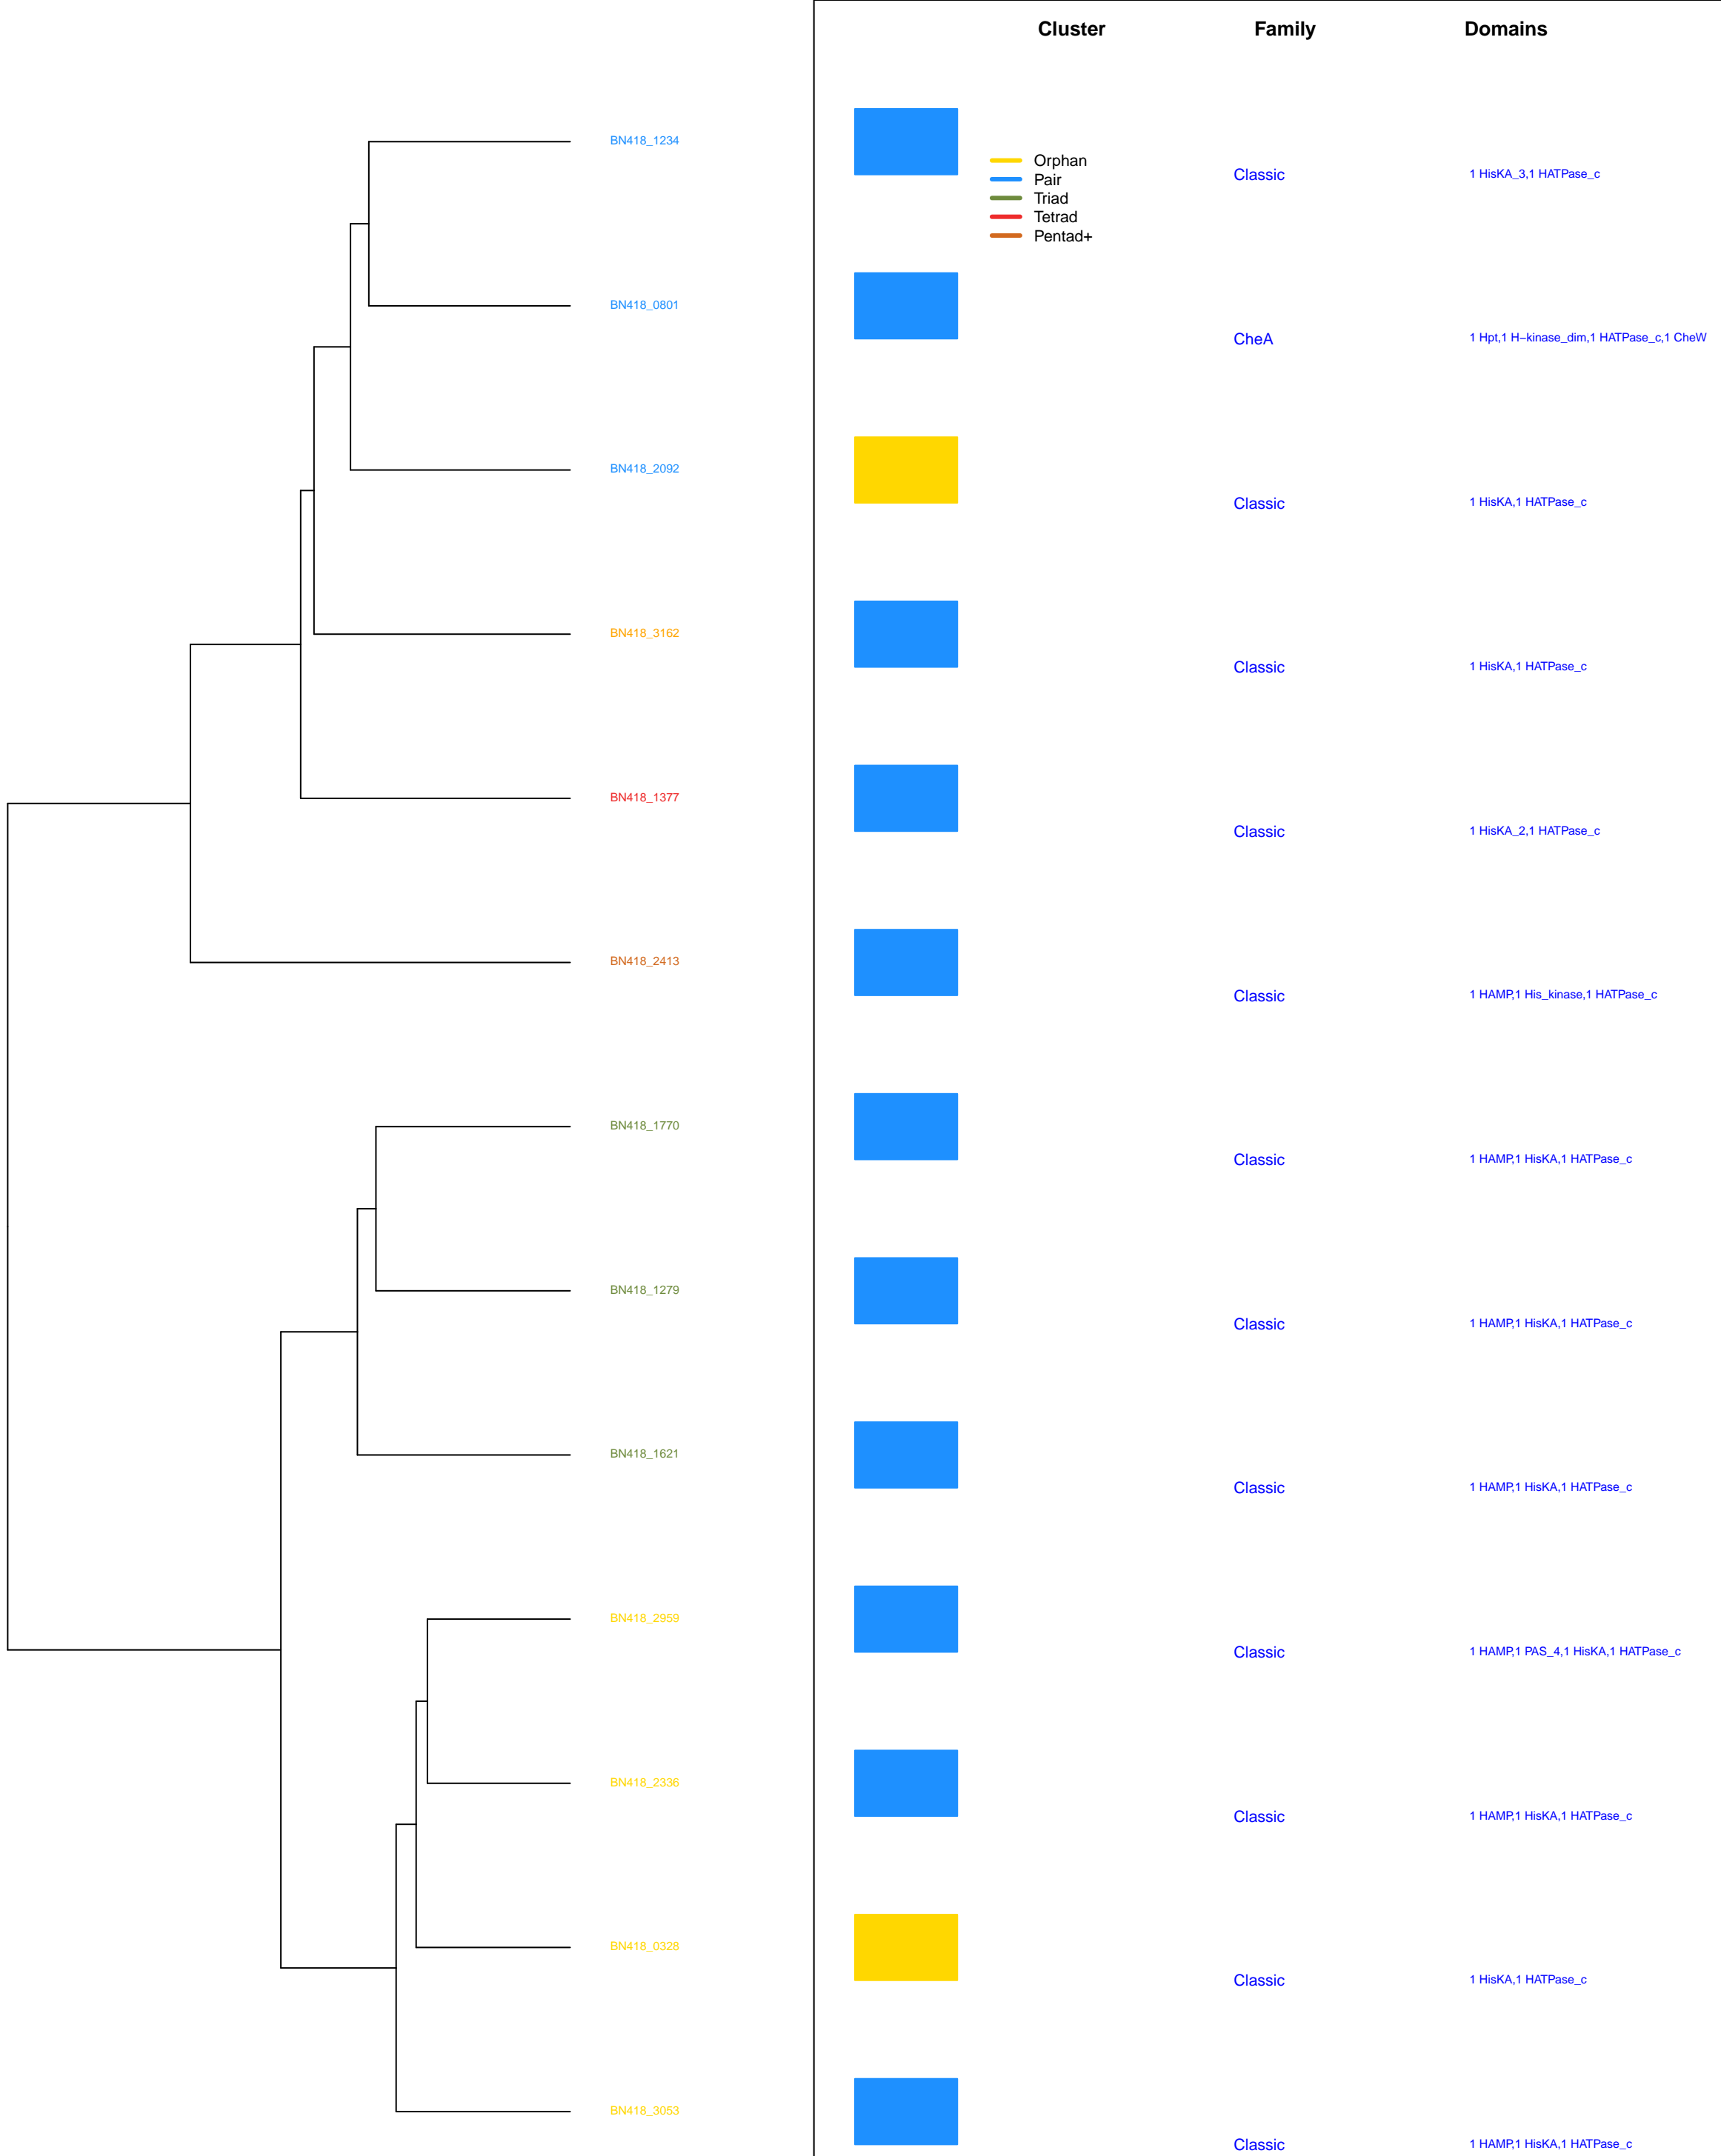 Cluster Family Domains
BN418_1234
Orphan
Pair
Triad
Tetrad
Pentad+
Classic 1 HisKA_3,1 HATPase_c
BN418_0801
CheA 1 Hpt,1 H−kinase_dim,1 HATPase_c,1 CheW
BN418_2092
Classic 1 HisKA,1 HATPase_c
BN418_3162
Classic 1 HisKA,1 HATPase_c
BN418_1377
Classic 1 HisKA_2,1 HATPase_c
BN418_2413
Classic 1 HAMP,1 His_kinase,1 HATPase_c
BN418_1770
Classic 1 HAMP,1 HisKA,1 HATPase_c
BN418_1279
Classic 1 HAMP,1 HisKA,1 HATPase_c
BN418_1621
Classic 1 HAMP,1 HisKA,1 HATPase_c
BN418_2959
Classic 1 HAMP,1 PAS_4,1 HisKA,1 HATPase_c
BN418_2336
Classic 1 HAMP,1 HisKA,1 HATPase_c
BN418_0328
Classic 1 HisKA,1 HATPase_c
BN418_3053
Classic 1 HAMP,1 HisKA,1 HATPase_c